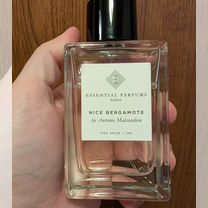 ESSENTIAL PARFUMS
PARIS
NICE BERGAMOTE
by Antoine Maisondieu